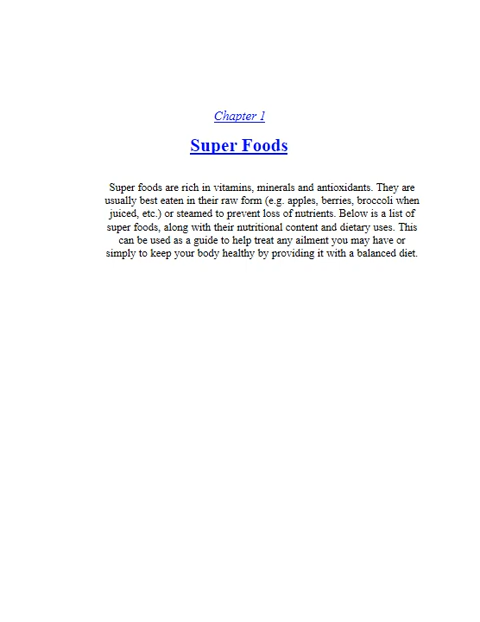 Chapter 1
Super Foods
Super foods are rich in vitamins, minerals and antioxidants. They are
usually best eaten in their raw form (e.g. apples, berries, broccoli when
juiced, etc.) or steamed to prevent loss of nutrients. Below is a list of
super foods, along with their nutritional content and dietary uses. This
can be used as a guide to help treat any ailment you may have or
simply to keep your body healthy by providing it with a balanced diet.